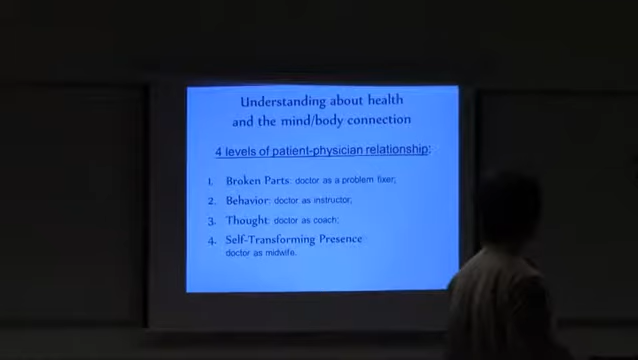 Understanding about health
and the mind/body connection
4 levels of patient-physician relationship:
1. Broken Parts: doctor as a problem fixer;
2. Behavior: doctor as instructor;
3. Thought: doctor as coach;
4. Self-Transforming Presence
doctor as midwife.